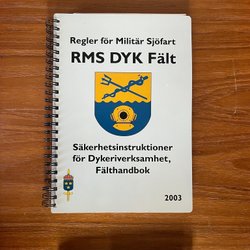 Regler för Militär Sjöfart
RMS DYK Fält
Säkerhetsinstruktioner
för Dykeriverksamhet,
Fälthandbok
2003